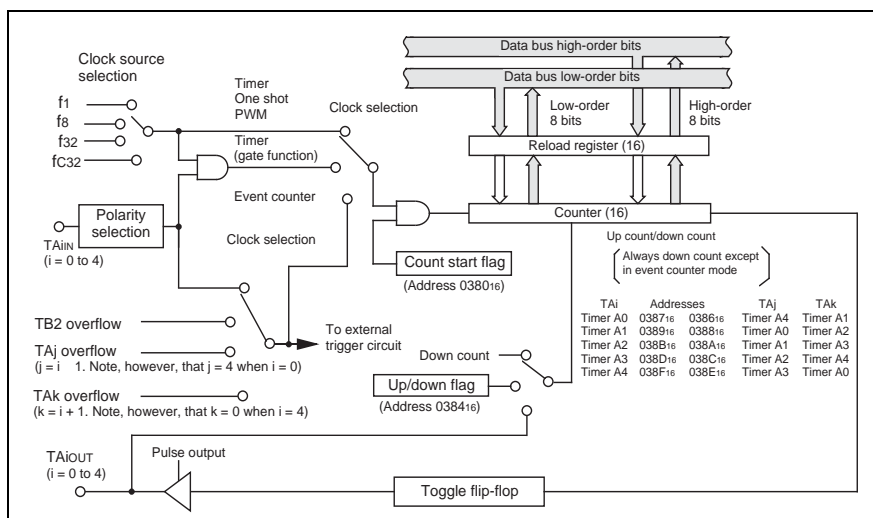 Clock source
selection
f1
f8
f32
fC32
Timer
One shot
PWM
Clock selection
Timer
(gate function)
Event counter
Data bus high-order bits
Data bus low-order bits
Low-order
8 bits
High-order
8 bits
Reload register (16)
Counter (16)
Polarity
selection
TAiIN
(i = 0 to 4)
Clock selection
Count start flag
(Address 038016)
Up count/down count
Always down count except
in event counter mode
TAi Addresses TAj TAk
Timer A0 038716 038616 Timer A4 Timer A1
Timer A1 038916 038816 Timer A0 Timer A2
Timer A2 038B16 038A16 Timer A1 Timer A3
Timer A3 038D16 038C16 Timer A2 Timer A4
Timer A4 038F16 038E16 Timer A3 Timer A0
TB2 overflow
To external
trigger circuit
TAj overflow
(j = i 1. Note, however, that j = 4 when i = 0)
TAk overflow
(k = i + 1. Note, however, that k = 0 when i = 4)
Down count
Up/down flag
(Address 038416)
TAiOUT
(i = 0 to 4)
Pulse output
Toggle flip-flop